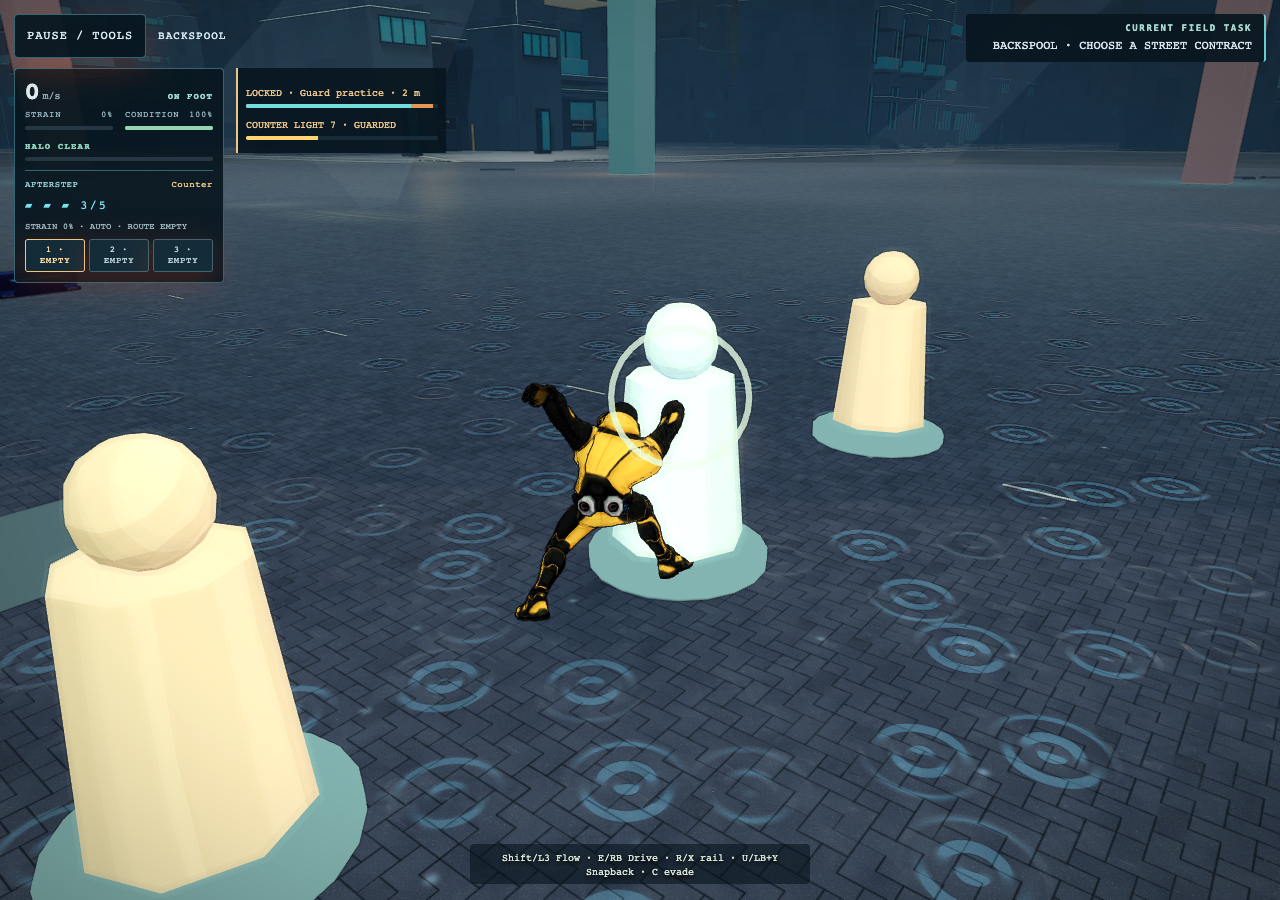 PAUSE / TOOLS
BACKSPOOL
CURRENT FIELD TASK
BACKSPOOL · CHOOSE A STREET CONTRACT
0 m/s
ON FOOT
STRAIN 0%
CONDITION 100%
HALO CLEAR
AFTERSTEP
Counter
3/5
STRAIN 0% · AUTO · ROUTE EMPTY
1 ·
EMPTY
2 ·
EMPTY
3 ·
EMPTY
LOCKED · Guard practice · 2 m
COUNTER LIGHT 7 · GUARDED
Shift/L3 Flow · E/RB Drive · R/X rail · U/LB+Y
Snapback · C evade